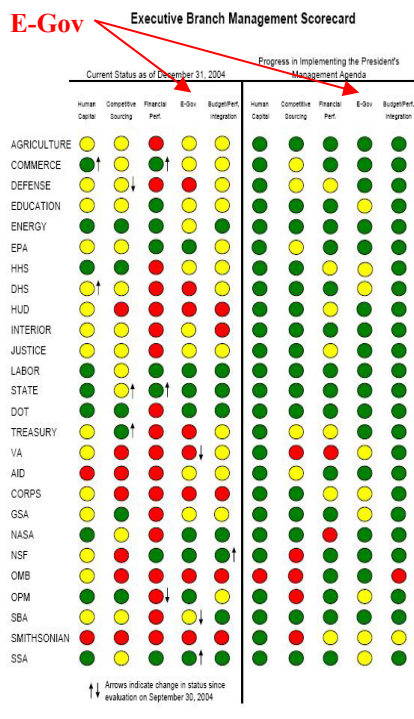 E-Gov
Executive Branch Management Scorecard
Current Status as of December 31, 2004
Progress in Implementing the President's
Management Agenda
Human Capital
Competitive Sourcing
Financial Perf.
E-Gov
Budget/Perf. Integration
Human Capital
Competitive Sourcing
Financial Perf.
E-Gov
Budget/Perf. Integration
AGRICULTURE
COMMERCE
DEFENSE
EDUCATION
ENERGY
EPA
HHS
DHS
HUD
INTERIOR
JUSTICE
LABOR
STATE
DOT
TREASURY
VA
AID
CORPS
GSA
NASA
NSF
OMB
OPM
SBA
SMITHSONIAN
SSA
Arrows indicate change in status since
evaluation on September 30, 2004